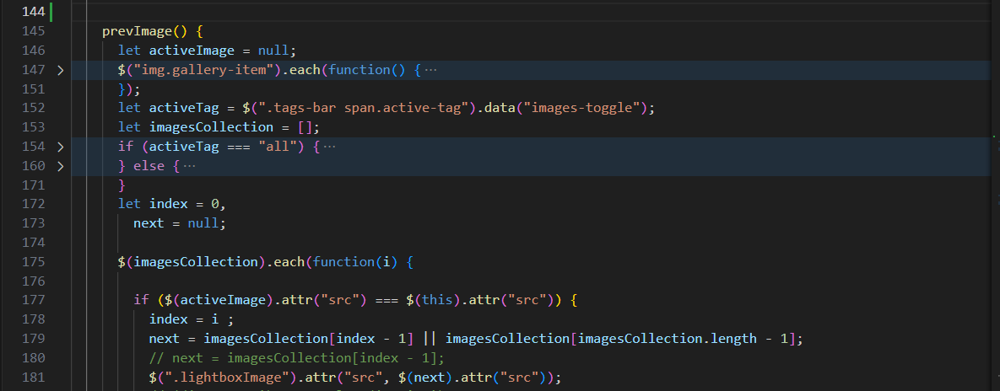 144
145 prevImage() {
146 let activeImage = null;
147 $("img.gallery-item").each(function() { ⋯
151 });
152 let activeTag = $(".tags-bar span.active-tag").data("images-toggle");
153 let imagesCollection = [];
154 if (activeTag === "all") { ⋯
160 } else { ⋯
171 }
172 let index = 0,
173 next = null;
174
175 $(imagesCollection).each(function(i) {
176
177 if ($(activeImage).attr("src") === $(this).attr("src")) {
178 index = i ;
179 next = imagesCollection[index - 1] || imagesCollection[imagesCollection.length - 1];
180 // next = imagesCollection[index - 1];
181 $(".lightboxImage").attr("src", $(next).attr("src"));